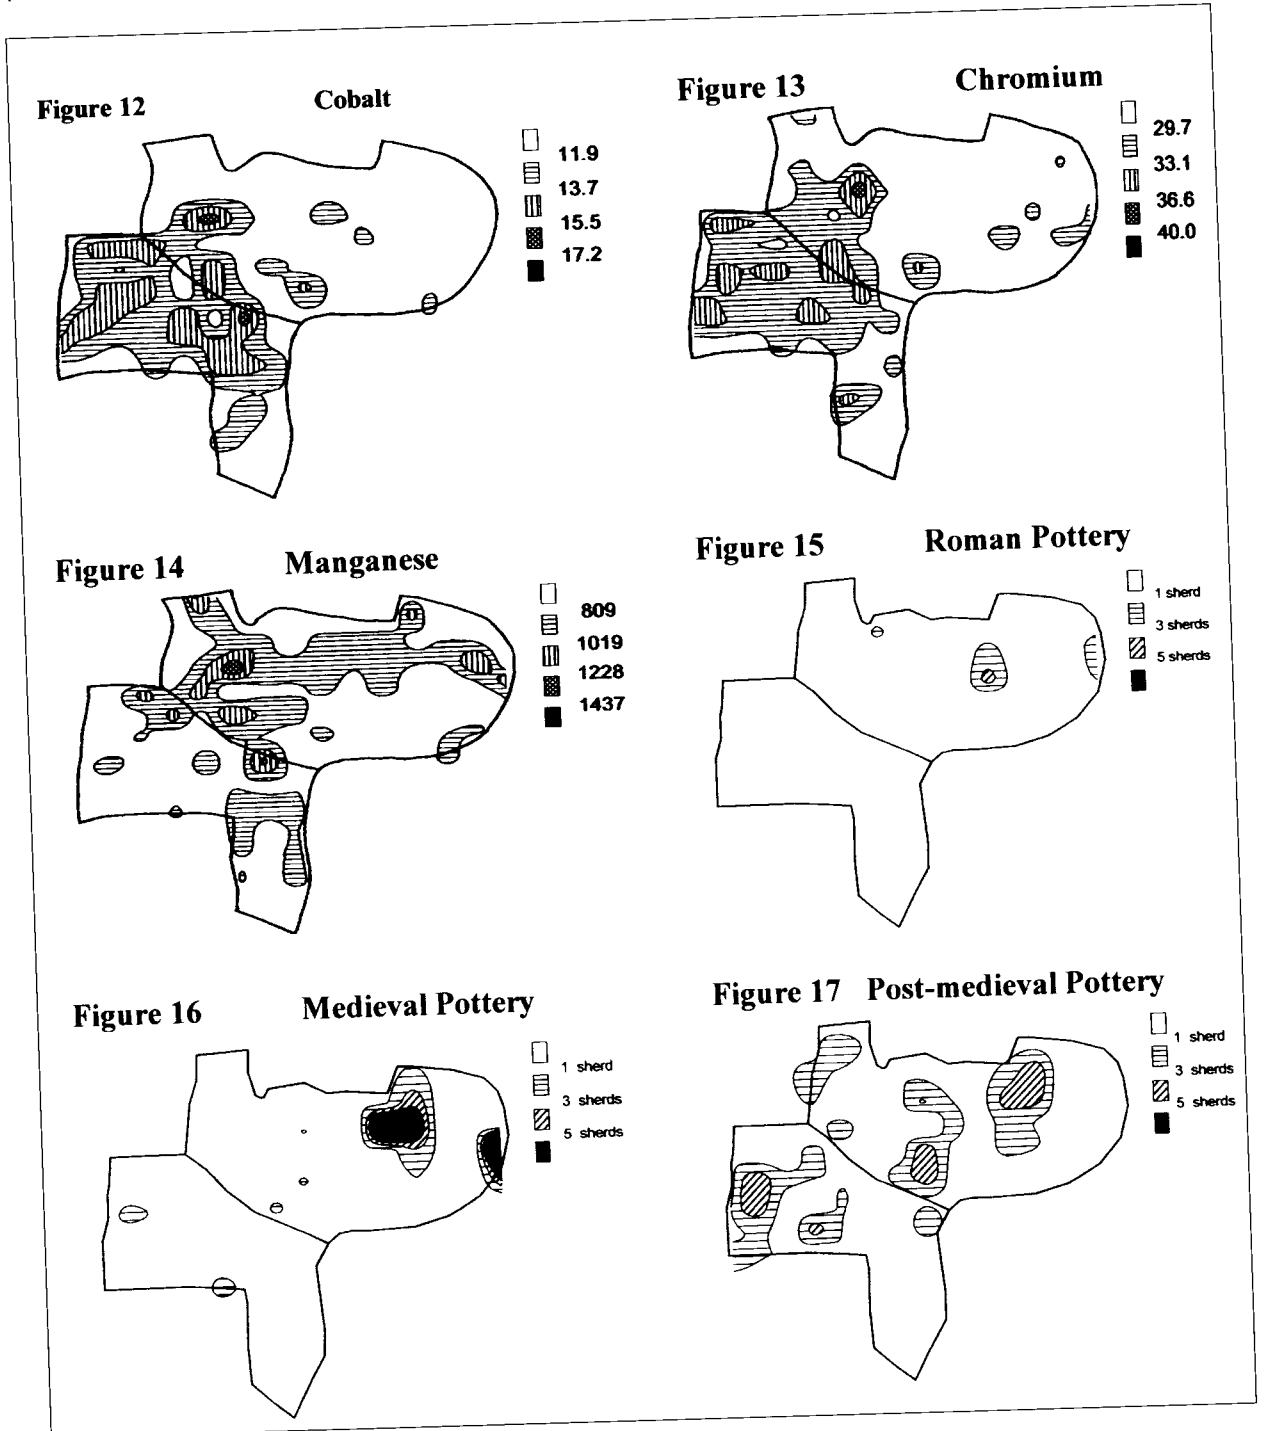 Figure 12 Cobalt
11.9
13.7
15.5
17.2
Figure 13 Chromium
29.7
33.1
36.6
40.0
Figure 14 Manganese
809
1019
1228
1437
Figure 15 Roman Pottery
1 sherd
3 sherds
5 sherds
Figure 16 Medieval Pottery
1 sherd
3 sherds
5 sherds
Figure 17 Post-medieval Pottery
1 sherd
3 sherds
5 sherds